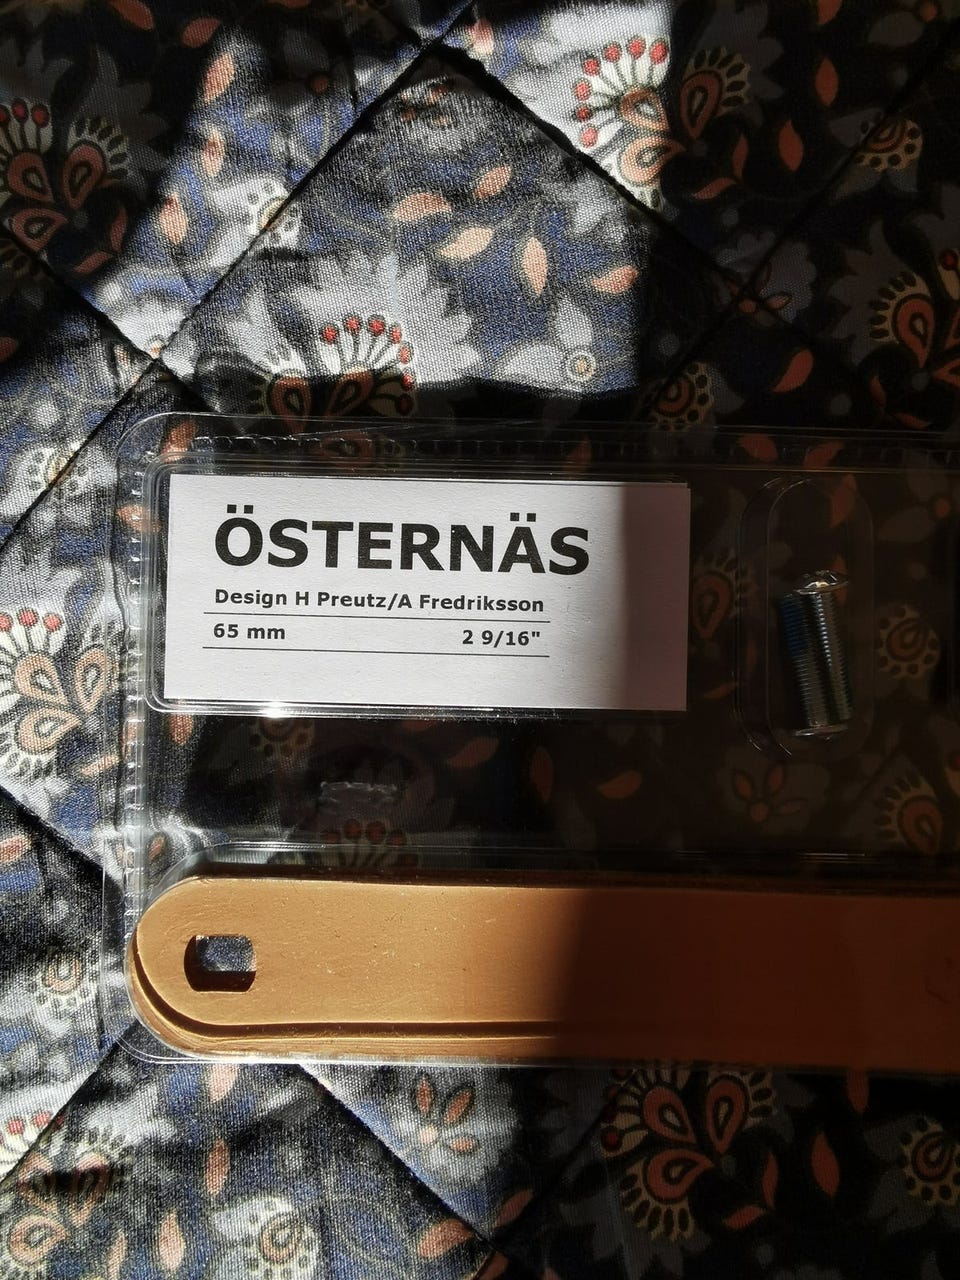 ÖSTERNÄS
Design H Preutz/A Fredriksson
65 mm 2 9/16"